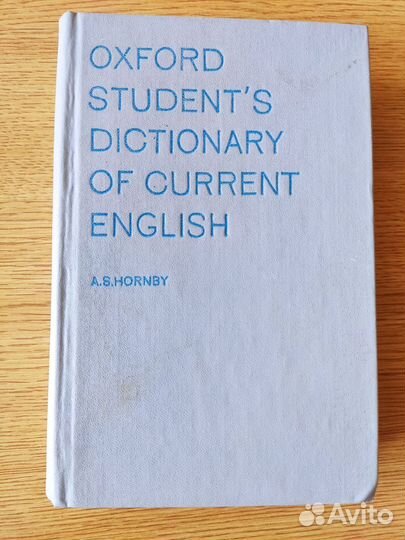 OXFORD
STUDENT'S
DICTIONARY
OF CURRENT
ENGLISH
A.S.HORNBY
Avito